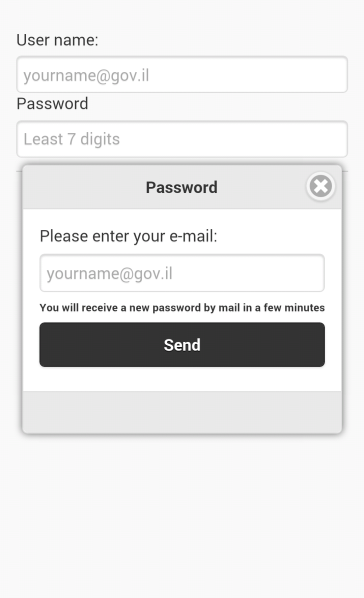 User name:
yourname@gov.il
Password
Least 7 digits
Password
Please enter your e-mail:
yourname@gov.il
You will receive a new password by mail in a few minutes
Send